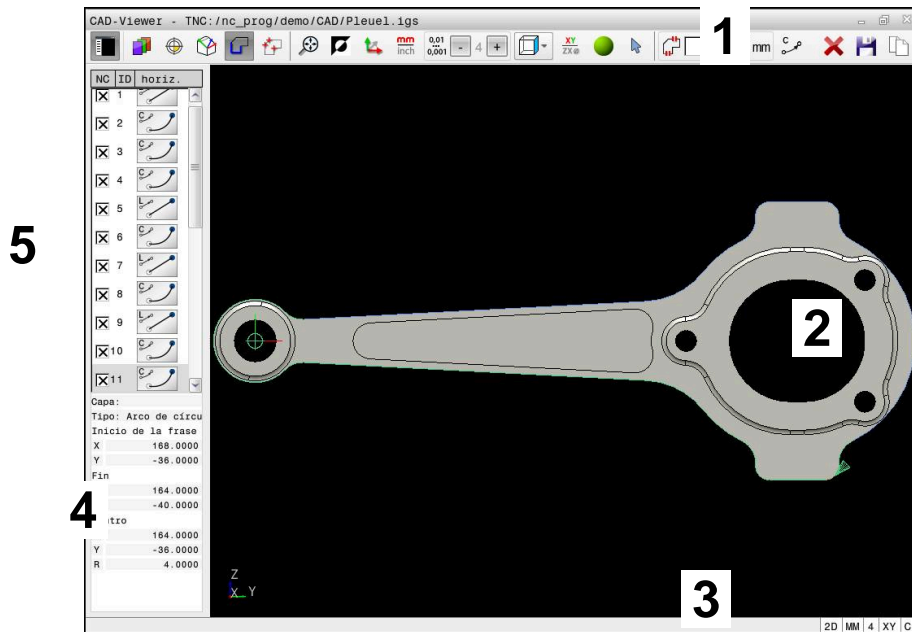 CAD-Viewer - TNC:/nc_prog/demo/CAD/Pleuel.igs
mm
inch
0,01
0,001
- 4 +
XY
ZXø
1
mm
C
NC ID horiz.
1
2 C
3 C
4 C
5 L
6 C
7 L
8 C
9 L
10 C
11 C
5
2
Capa:
Tipo: Arco de círcu
Inicio de la frase
X 168.0000
Y -36.0000
Fin
164.0000
4
-40.0000
tro
164.0000
Y -36.0000
R 4.0000
Z
X Y
3
2D MM 4 XY C